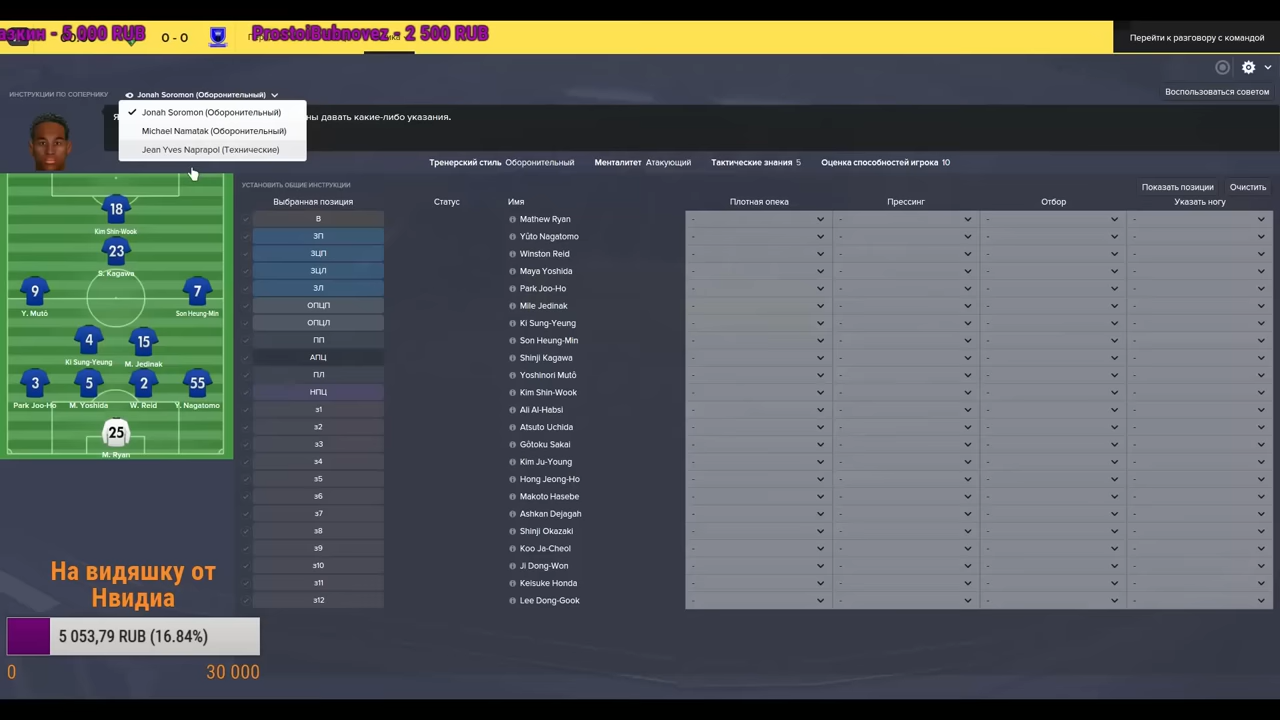 азкин - 5 000 RUB
ProstoiBubnovez - 2 500 RUB
0 - 0
Перейти к разговору с командой
ИНСТРУКЦИИ ПО СОПЕРНИКУ
Jonah Soromon (Оборонительный)
Воспользоваться советом
Jonah Soromon (Оборонительный)
Michael Namatak (Оборонительный)
Jean Yves Naprapol (Технические)
ны давать какие-либо указания.
Тренерский стиль Оборонительный Менталитет Атакующий Тактические знания 5 Оценка способностей игрока 10
УСТАНОВИТЬ ОБЩИЕ ИНСТРУКЦИИ
Показать позиции Очистить
Выбранная позиция Статус Имя Плотная опека Прессинг Отбор Указать ногу
В Mathew Ryan - - - -
ЗП Yūto Nagatomo - - - -
ЗЦП Winston Reid - - - -
ЗЦЛ Maya Yoshida - - - -
ЗЛ Park Joo-Ho - - - -
ОПЦП Mile Jedinak - - - -
ОПЦЛ Ki Sung-Yeung - - - -
ПП Son Heung-Min - - - -
АПЦ Shinji Kagawa - - - -
ПЛ Yoshinori Mutō - - - -
НПЦ Kim Shin-Wook - - - -
з1 Ali Al-Habsi - - - -
з2 Atsuto Uchida - - - -
з3 Gōtoku Sakai - - - -
з4 Kim Ju-Young - - - -
з5 Hong Jeong-Ho - - - -
з6 Makoto Hasebe - - - -
з7 Ashkan Dejagah - - - -
з8 Shinji Okazaki - - - -
з9 Koo Ja-Cheol - - - -
з10 Ji Dong-Won - - - -
з11 Keisuke Honda - - - -
з12 Lee Dong-Gook - - - -
18
Kim Shin-Wook
23
S. Kagawa
9 7
Y. Mutō Son Heung-Min
4 15
Ki Sung-Yeung M. Jedinak
3 5 2 55
Park Joo-Ho M. Yoshida W. Reid Y. Nagatomo
25
M. Ryan
На видяшку от
Нвидиа
5 053,79 RUB (16.84%)
0 30 000